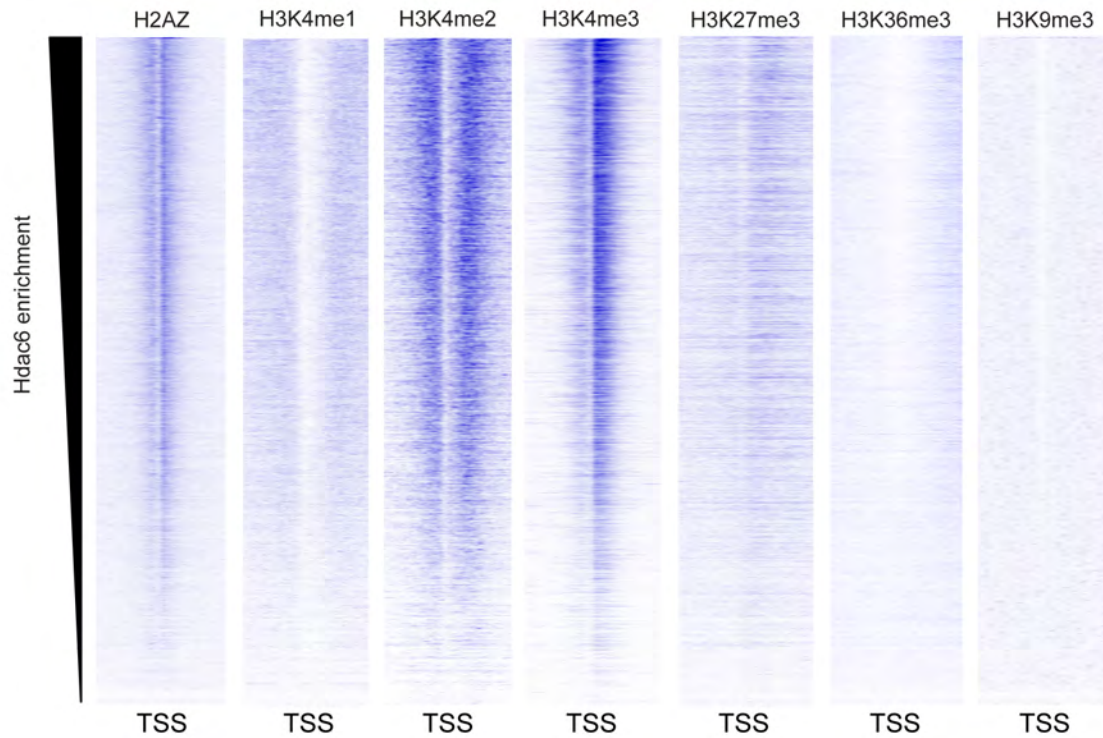 H2AZ H3K4me1 H3K4me2 H3K4me3 H3K27me3 H3K36me3 H3K9me3
Hdac6 enrichment
TSS TSS TSS TSS TSS TSS TSS